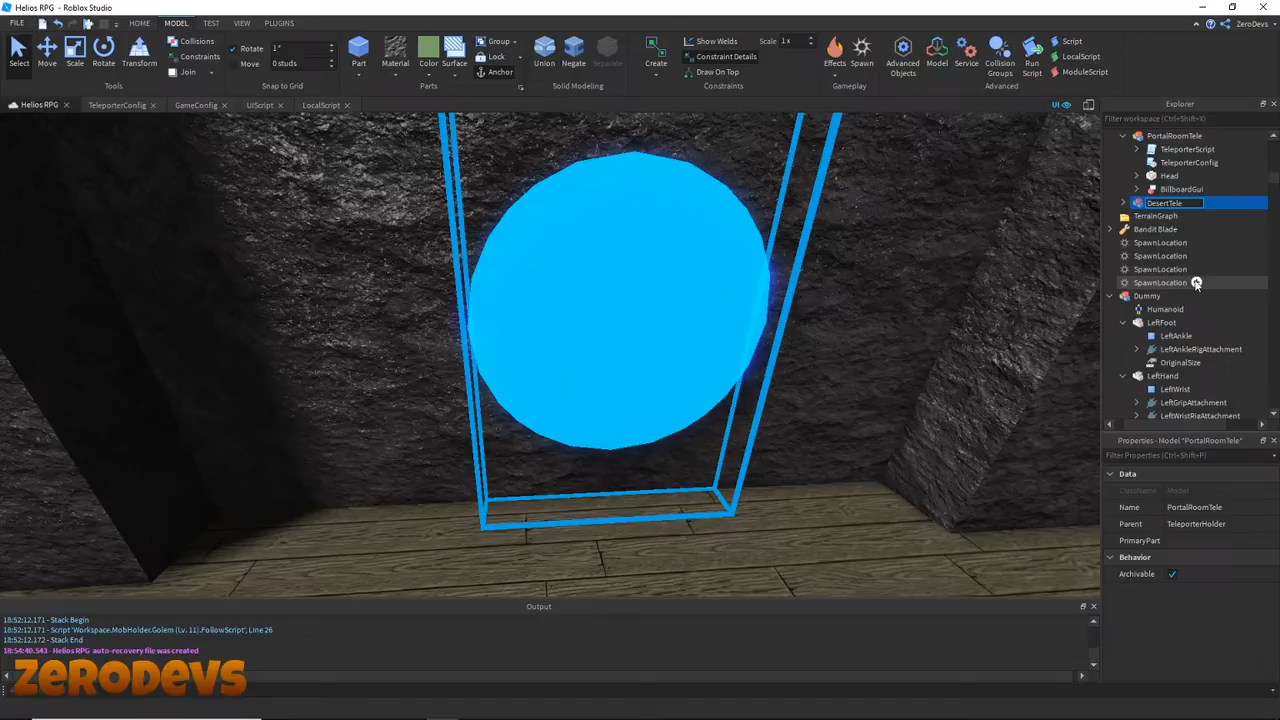 Helios RPG - Roblox Studio
FILE HOME MODEL TEST VIEW PLUGINS ZeroDevs
Select Move Scale Rotate Transform
Collisions
Constraints
Join
Tools
Rotate 1°
Move 0 studs
Snap to Grid
Part Material Color Surface
Group
Lock
Anchor
Parts
Union Negate Separate
Solid Modeling
Create
Show Welds Scale 1x
Constraint Details
Draw On Top
Constraints
Effects Spawn
Gameplay
Advanced Objects Model Service Collision Groups Run Script
Script
LocalScript
ModuleScript
Advanced
Helios RPG TeleporterConfig GameConfig UIScript LocalScript UI
Explorer
Filter workspace (Ctrl+Shift+X)
PortalRoomTele
TeleporterScript
TeleporterConfig
Head
BillboardGui
DesertTele
TerrainGraph
Bandit Blade
SpawnLocation
SpawnLocation
SpawnLocation
SpawnLocation
Dummy
Humanoid
LeftFoot
LeftAnkle
LeftAnkleRigAttachment
OriginalSize
LeftHand
LeftWrist
LeftGripAttachment
LeftWristRigAttachment
Properties - Model "PortalRoomTele"
Filter Properties (Ctrl+Shift+P)
Data
ClassName Model
Name PortalRoomTele
Parent TeleporterHolder
PrimaryPart
Behavior
Archivable
Output
18:52:12.171 - Stack Begin
18:52:12.171 - Script 'Workspace.MobHolder.Golem (Lv. 11).FollowScript', Line 26
18:52:12.172 - Stack End
18:54:40.543 - Helios RPG auto-recovery file was created
ZERODEVS